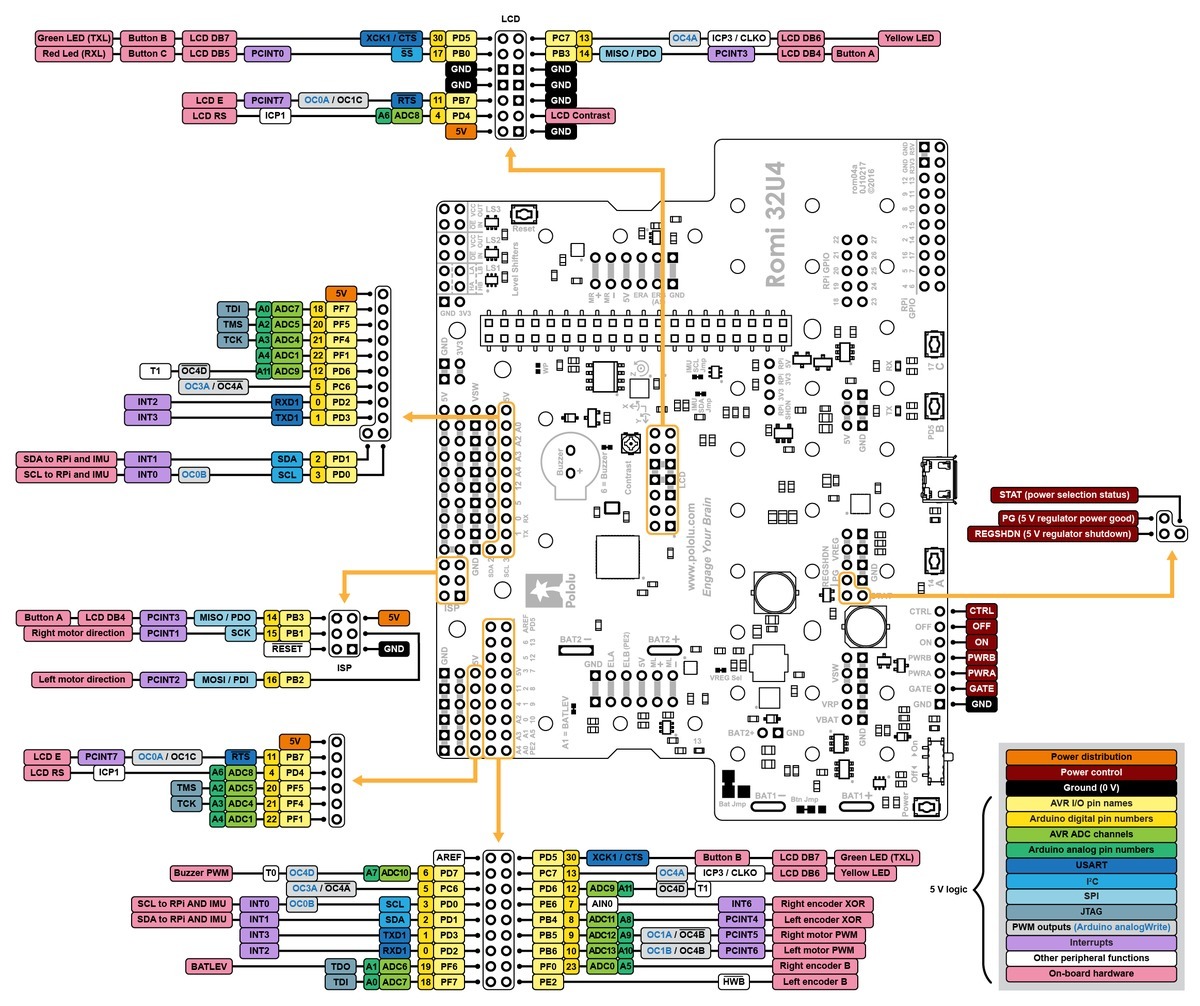 LCD
Green LED (TXL) Button B LCD DB7 XCK1 / CTS 30 PD5 PC7 13 OC4A ICP3 / CLKO LCD DB6 Yellow LED
Red Led (RXL) Button C LCD DB5 PCINT0 SS 17 PB0 PB3 14 MISO / PDO PCINT3 LCD DB4 Button A
GND GND
GND GND
LCD E PCINT7 OC0A / OC1C RTS 11 PB7 GND
LCD RS ICP1 A6 ADC8 4 PD4 LCD Contrast
5V GND
5V
TDI A0 ADC7 18 PF7
TMS A2 ADC5 20 PF5
TCK A3 ADC4 21 PF4
A4 ADC1 22 PF1
T1 OC4D A11 ADC9 12 PD6
OC3A / OC4A 5 PC6
INT2 RXD1 0 PD2
INT3 TXD1 1 PD3
SDA to RPi and IMU INT1 SDA 2 PD1
SCL to RPi and IMU INT0 OC0B SCL 3 PD0
Button A LCD DB4 PCINT3 MISO / PDO 14 PB3 5V
Right motor direction PCINT1 SCK 15 PB1
RESET GND
ISP
Left motor direction PCINT2 MOSI / PDI 16 PB2
5V
LCD E PCINT7 OC0A / OC1C RTS 11 PB7
LCD RS ICP1 A6 ADC8 4 PD4
TMS A2 ADC5 20 PF5
TCK A3 ADC4 21 PF4
A4 ADC1 22 PF1
Romi 32U4
rom04a
0J10217
©2016
LS3
LS2
LS1
Reset
Level Shifters
GND 3V3
RPI GPIO
RPI GPIO
Buzzer
6 = Buzzer
Contrast
LCD
www.pololu.com
Engage Your Brain
Pololu
ISP
BAT2− BAT2+
GND ELA ELB (PE2) 5V ML + ML −
VREG Sel
A1 = BATLEV
BAT2+ GND
VSW
VRP
VBAT
GND
REGSHDN
PG
VREG
GND
Bat Jmp
BAT1− Btn Jmp BAT1+
Power
On
Off
17 C
PD5 B
14 A
CTRL CTRL
OFF OFF
ON ON
PWRB PWRB
PWRA PWRA
GATE GATE
GND GND
STAT (power selection status)
PG (5 V regulator power good)
REGSHDN (5 V regulator shutdown)
AREF PD5 30 XCK1 / CTS Button B LCD DB7 Green LED (TXL)
Buzzer PWM T0 OC4D A7 ADC10 6 PD7 PC7 13 OC4A ICP3 / CLKO LCD DB6 Yellow LED
OC3A / OC4A 5 PC6 PD6 12 ADC9 A11 OC4D T1
SCL to RPi AND IMU INT0 OC0B SCL 3 PD0 PE6 7 AIN0 INT6 Right encoder XOR
SDA to RPi AND IMU INT1 SDA 2 PD1 PB4 8 ADC11 A8 PCINT4 Left encoder XOR
INT3 TXD1 1 PD3 PB5 9 ADC12 A9 OC1A / OC4B PCINT5 Right motor PWM
INT2 RXD1 0 PD2 PB6 10 ADC13 A10 OC1B / OC4B PCINT6 Left motor PWM
BATLEV TDO A1 ADC6 19 PF6 PF0 23 ADC0 A5 Right encoder B
TDI A0 ADC7 18 PF7 PE2 HWB Left encoder B
Power distribution
Power control
Ground (0 V)
AVR I/O pin names
Arduino digital pin numbers
AVR ADC channels
Arduino analog pin numbers
USART
I²C
SPI
JTAG
PWM outputs (Arduino analogWrite)
Interrupts
Other peripheral functions
On-board hardware
5 V logic